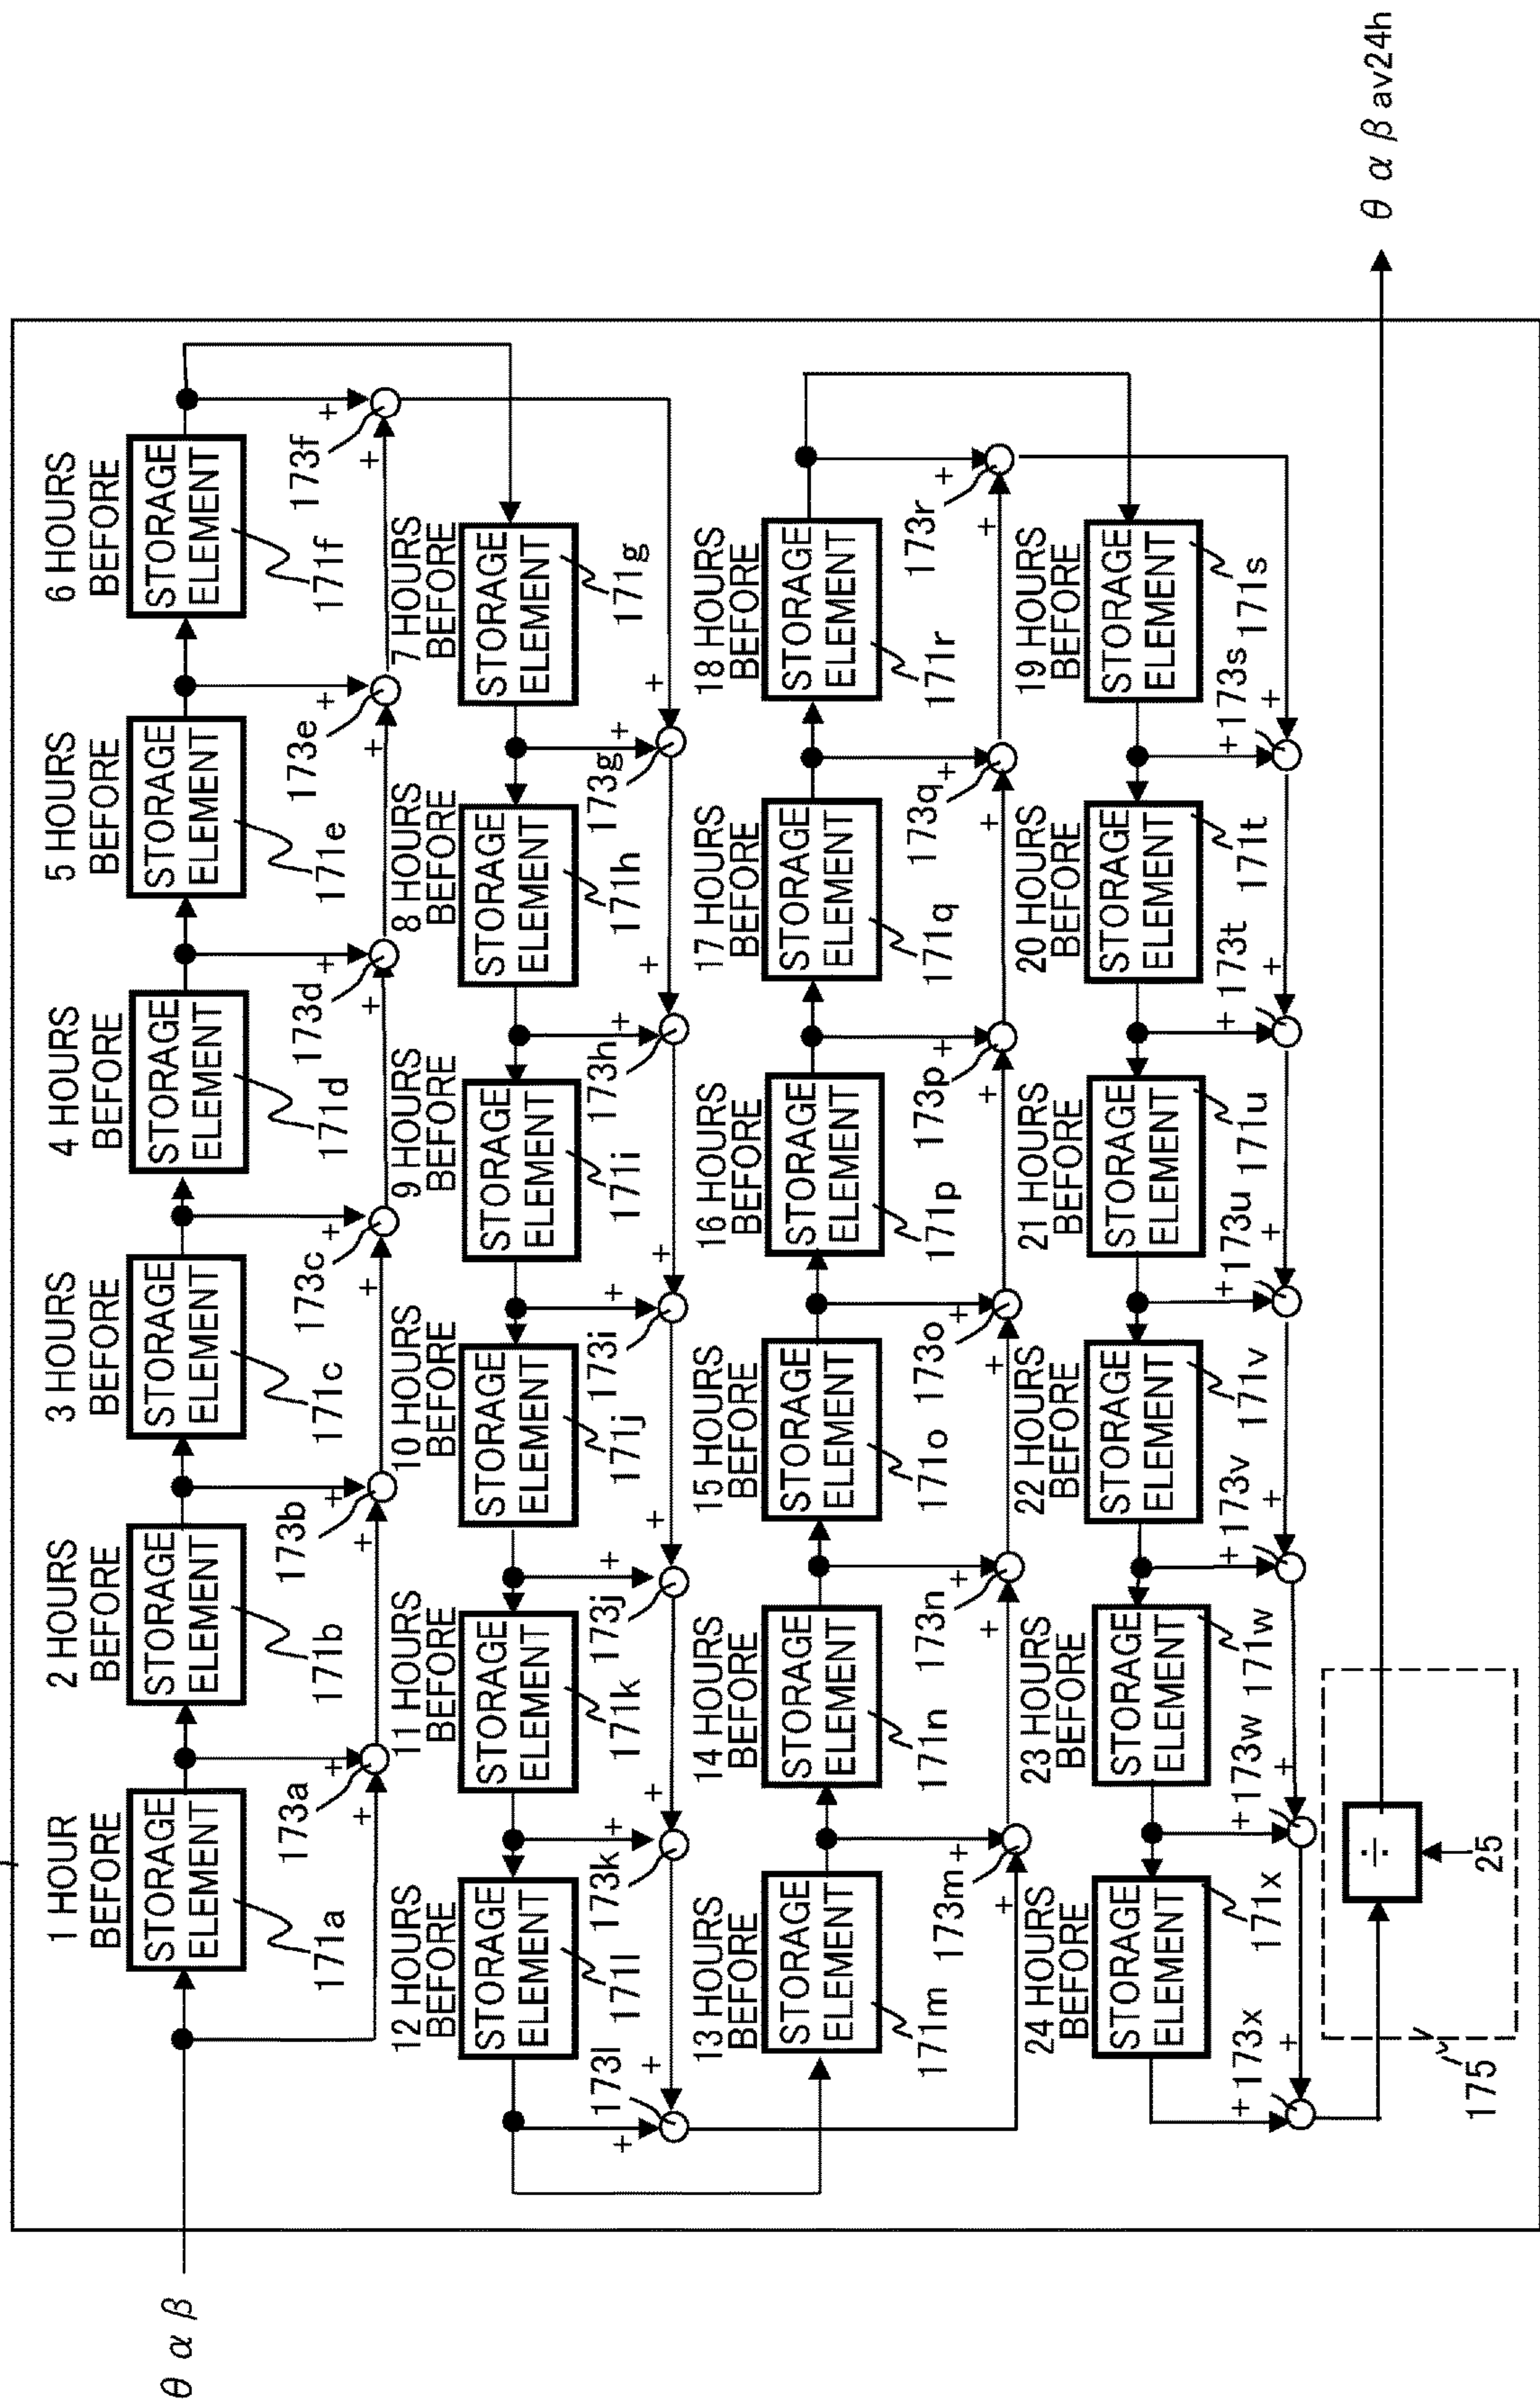 θ α β
1 HOUR
BEFORE
STORAGE
ELEMENT
171a
173a
+
+
2 HOURS
BEFORE
STORAGE
ELEMENT
171b
173b
+
+
3 HOURS
BEFORE
STORAGE
ELEMENT
171c
173c
+
+
4 HOURS
BEFORE
STORAGE
ELEMENT
171d
173d
+
+
5 HOURS
BEFORE
STORAGE
ELEMENT
171e
173e
+
+
6 HOURS
BEFORE
STORAGE
ELEMENT
171f
173f
+
+
7 HOURS
BEFORE
STORAGE
ELEMENT
171g
173g
+
+
8 HOURS
BEFORE
STORAGE
ELEMENT
171h
173h
+
+
9 HOURS
BEFORE
STORAGE
ELEMENT
171i
173i
+
+
10 HOURS
BEFORE
STORAGE
ELEMENT
171j
173j
+
+
11 HOURS
BEFORE
STORAGE
ELEMENT
171k
173k
+
+
12 HOURS
BEFORE
STORAGE
ELEMENT
171l
173l
+
+
13 HOURS
BEFORE
STORAGE
ELEMENT
171m
173m
+
+
14 HOURS
BEFORE
STORAGE
ELEMENT
171n
173n
+
+
15 HOURS
BEFORE
STORAGE
ELEMENT
171o
173o
+
+
16 HOURS
BEFORE
STORAGE
ELEMENT
171p
173p
+
+
17 HOURS
BEFORE
STORAGE
ELEMENT
171q
173q
+
+
18 HOURS
BEFORE
STORAGE
ELEMENT
171r
173r
+
+
19 HOURS
BEFORE
STORAGE
ELEMENT
171s
173s
+
+
20 HOURS
BEFORE
STORAGE
ELEMENT
171t
173t
+
+
21 HOURS
BEFORE
STORAGE
ELEMENT
171u
173u
+
+
22 HOURS
BEFORE
STORAGE
ELEMENT
171v
173v
+
+
23 HOURS
BEFORE
STORAGE
ELEMENT
171w
173w
+
+
24 HOURS
BEFORE
STORAGE
ELEMENT
171x
173x
+
+
175
÷
25
θ α β av24h